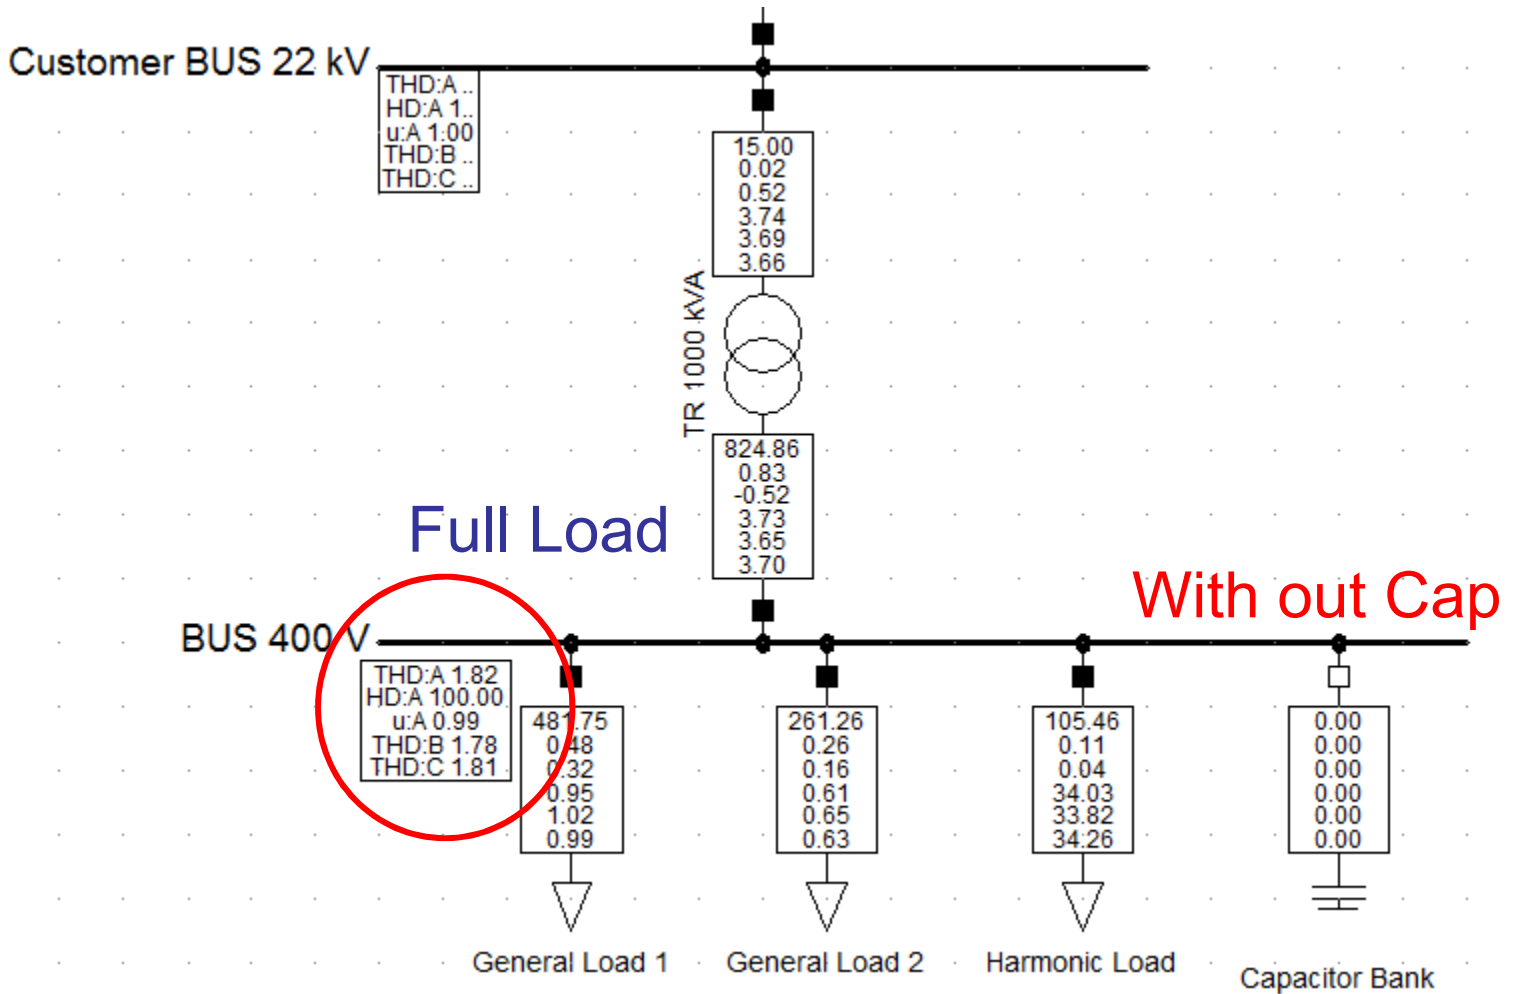 Customer BUS 22 kV
THD:A ..
HD:A 1..
u:A 1.00
THD:B ..
THD:C ..
15.00
0.02
0.52
3.74
3.69
3.66
TR 1000 kVA
824.86
0.83
-0.52
3.73
3.65
3.70
Full Load
With out Cap
BUS 400 V
THD:A 1.82
HD:A 100.00
u:A 0.99
THD:B 1.78
THD:C 1.81
481.75
0.48
0.32
0.95
1.02
0.99
261.26
0.26
0.16
0.61
0.65
0.63
105.46
0.11
0.04
34.03
33.82
34.26
0.00
0.00
0.00
0.00
0.00
0.00
General Load 1
General Load 2
Harmonic Load
Capacitor Bank